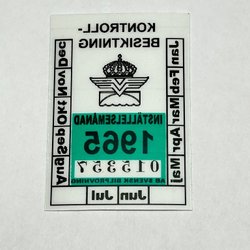 KONTROLL-
BESIKTNING
Jan Feb Mar Apr Maj
Jun Jul
Aug Sep Okt Nov Dec
INSTÄLLELSEMÅNAD
1965
015357
AB SVENSK BILPROVNING